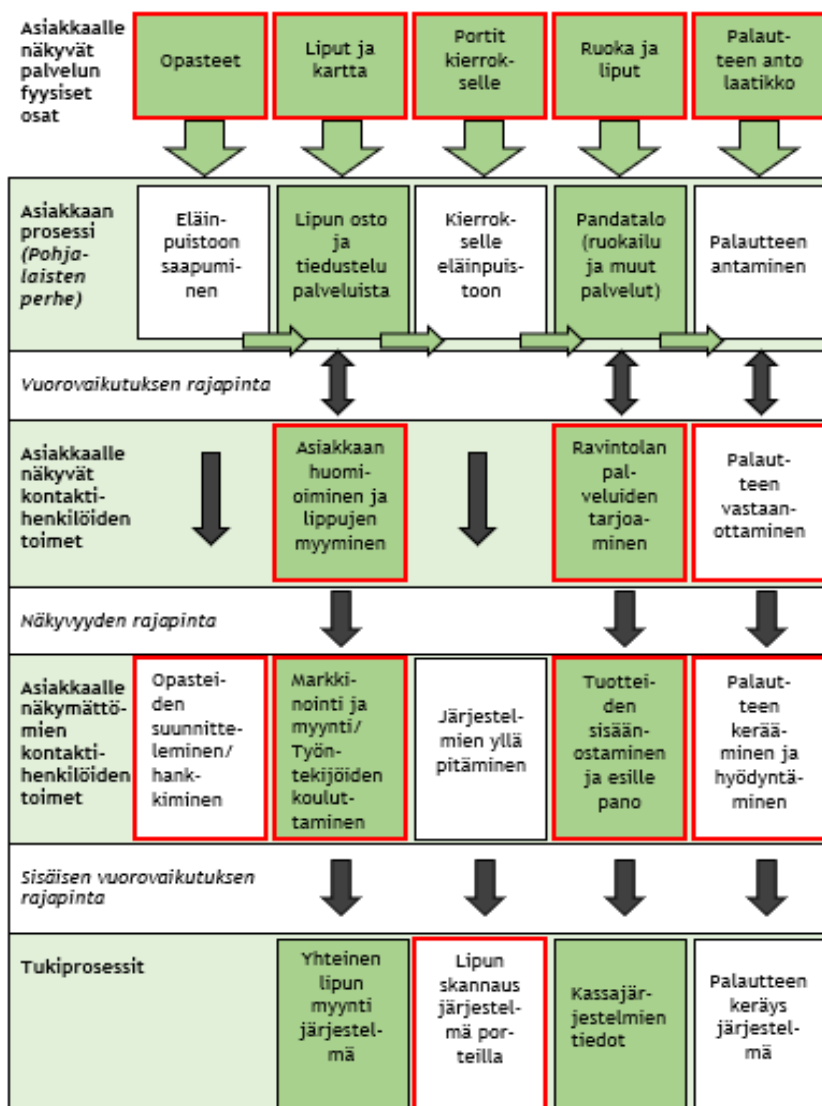 Asiakkaalle
näkyvät
palvelun
fyysiset
osat
Opasteet
Liput ja
kartta
Portit
kierrok-
selle
Ruoka ja
liput
Palaut-
teen anto
laatikko
Asiakkaan
prosessi
(Pohja-
laisten
perhe)
Eläin-
puistoon
saapumi-
nen
Lipun osto
ja
tiedustelu
palveluista
Kierrok-
selle
eläinpuis-
toon
Pandatalo
(ruokailu
ja muut
palvelut)
Palautteen
antaminen
Vuorovaikutuksen rajapinta
Asiakkaalle
näkyvät
kontakti-
henkilöiden
toimet
Asiakkaan
huomi-
oiminen ja
lippujen
myyminen
Ravintolan
pal-
veluiden
tarjoa-
minen
Palaut-
teen
vastaan-
ottaminen
Näkyvyyden rajapinta
Asiakkaalle
näkymättö-
mien
kontakti-
henkilöiden
toimet
Opastei-
den
suunnitte-
leminen/
hank-
kiminen
Markki-
nointi ja
myynti/
Työn-
tekijöiden
koulut-
taminen
Järjestel-
mien yllä
pitäminen
Tuottei-
den
sisään-
ostaminen
ja esille
pano
Palaut-
teen
kerää-
minen ja
hyödyntä-
minen
Sisäisen vuorovaikutuksen
rajapinta
Tukiprosessit
Yhteinen
lipun
myynti
järjestel-
mä
Lipun
skannaus
järjestel-
mä por-
teilla
Kassajär-
jestelmien
tiedot
Palautteen
keräys
järjestel-
mä